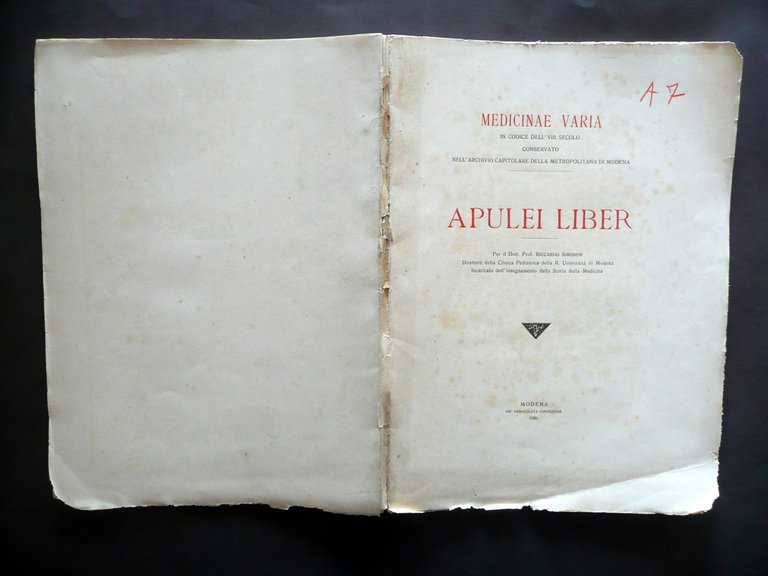 A 7
MEDICINAE VARIA
IN CODICE DELL'VIII SECOLO
CONSERVATO
NELL'ARCHIVIO CAPITOLARE DELLA METROPOLITANA DI MODENA
APULEI LIBER
Per il Dott. Prof. RICCARDO SIMONINI
Direttore della Clinica Pediatrica della R. Università di Modena
Incaricato dell'insegnamento della Storia della Medicina
MODENA
TIP. IMMACOLATA CONCEZIONE